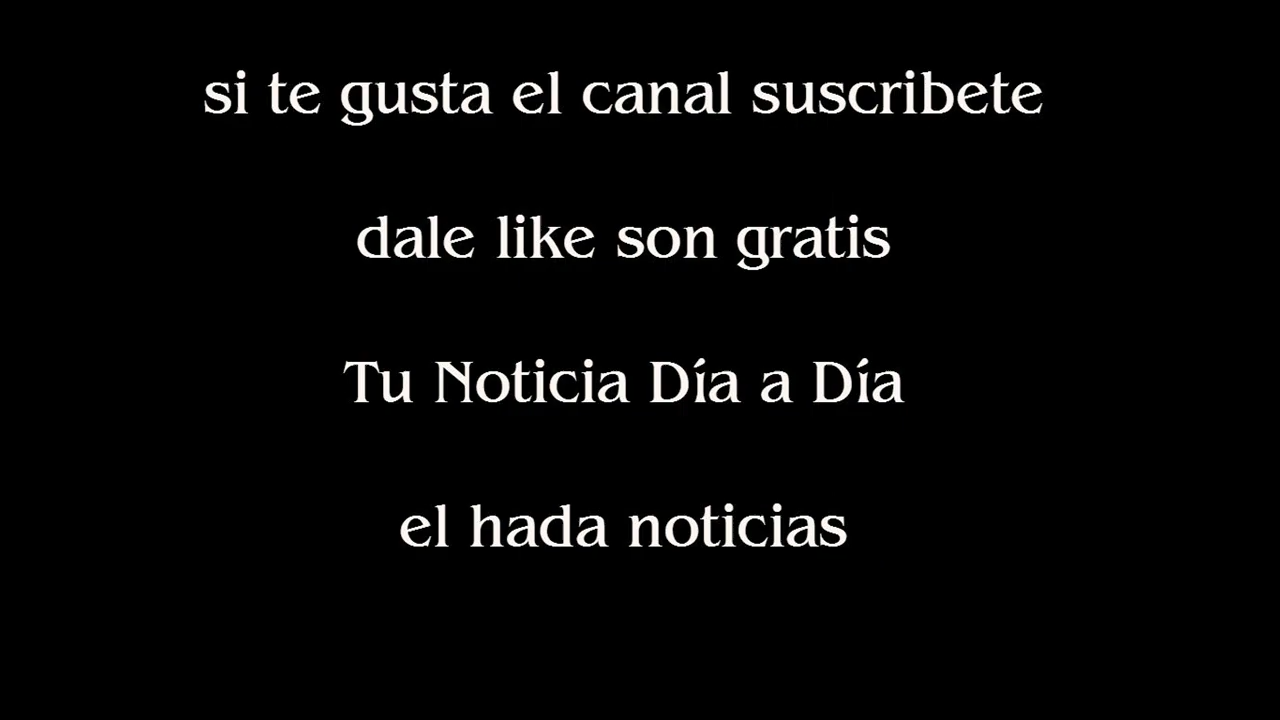 si te gusta el canal suscribete
dale like son gratis
Tu Noticia Día a Día
el hada noticias